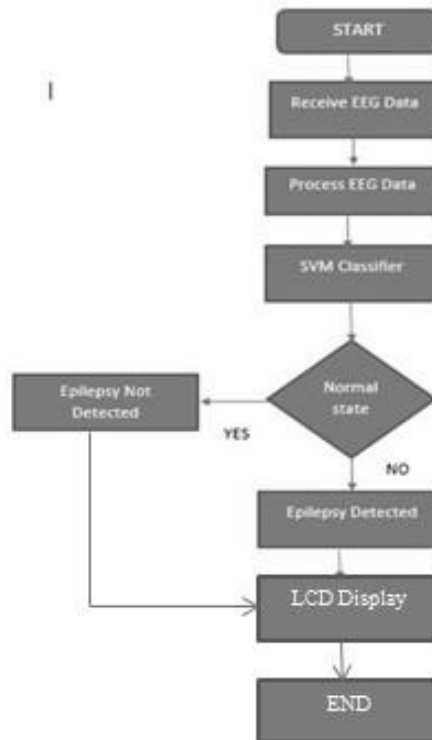 START
Receive EEG Data
Process EEG Data
SVM Classifier
Normal
state
Epilepsy Not
Detected
YES
NO
Epilepsy Detected
LCD Display
END